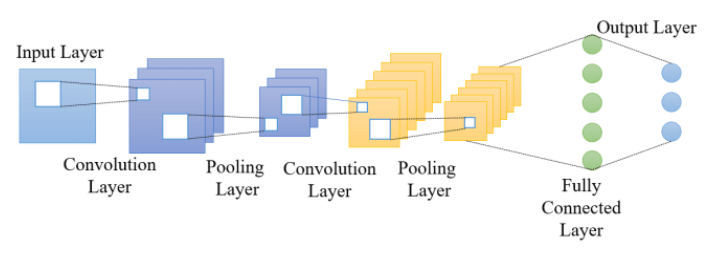 Input Layer
Output Layer
Convolution
Layer
Pooling
Layer
Convolution
Layer
Pooling
Layer
Fully
Connected
Layer